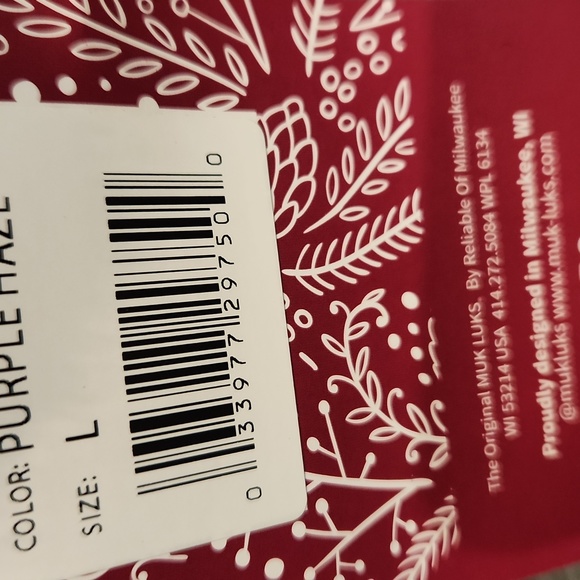 COLOR: PURPLE HAZE
SIZE: L
0 33977 29750 0
The Original MUK LUKS, By Reliable Of Milwaukee
WI 53214 USA 414.272.5084 WPL 6134
Proudly designed in Milwaukee, WI
@mukluks www.muk-luks.com